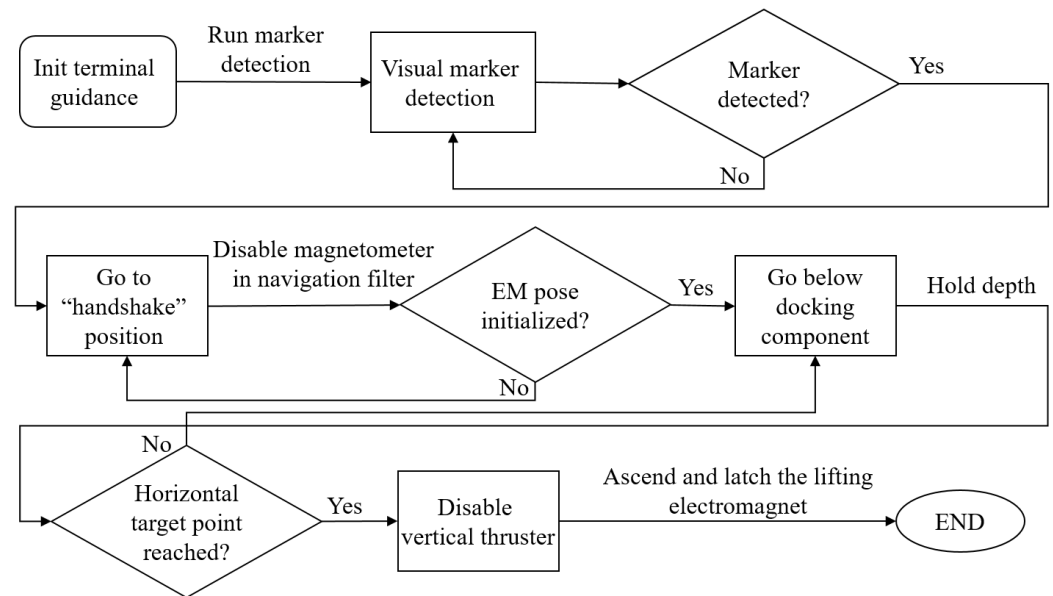 Init terminal
guidance
Run marker
detection
Visual marker
detection
Marker
detected?
Yes
No
Go to
“handshake”
position
Disable magnetometer
in navigation filter
EM pose
initialized?
Yes
No
Go below
docking
component
Hold depth
No
Horizontal
target point
reached?
Yes
Disable
vertical thruster
Ascend and latch the lifting
electromagnet
END